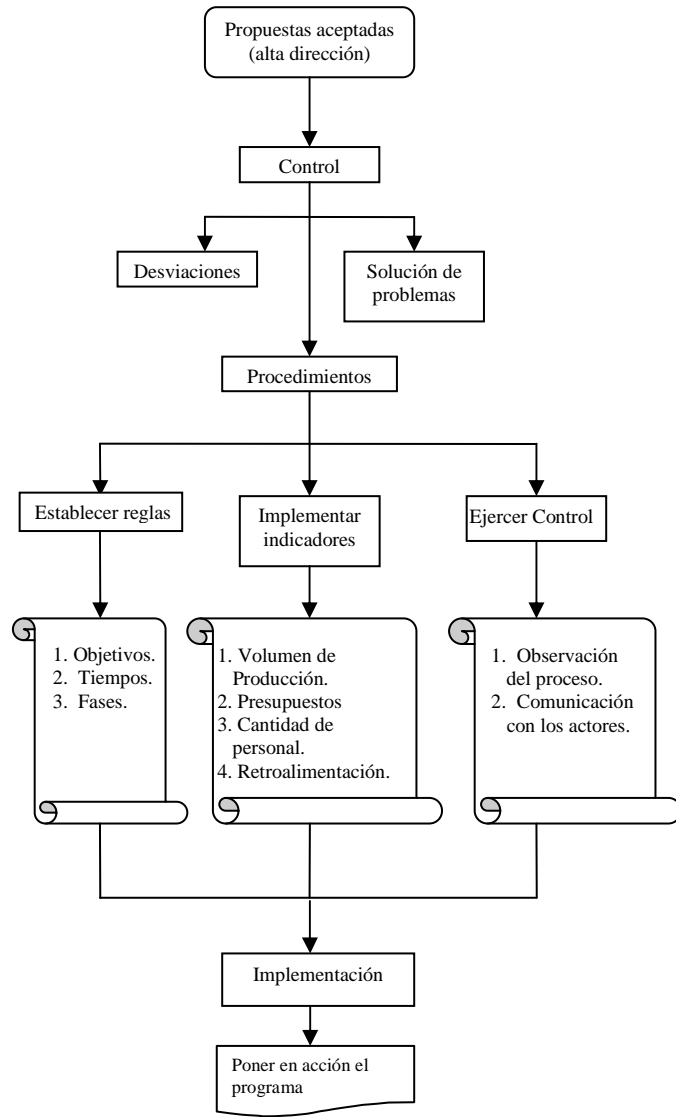 Propuestas aceptadas
(alta dirección)
Control
Desviaciones
Solución de
problemas
Procedimientos
Establecer reglas
Implementar
indicadores
Ejercer Control
1. Objetivos.
2. Tiempos.
3. Fases.
1. Volumen de
Producción.
2. Presupuestos
3. Cantidad de
personal.
4. Retroalimentación.
1. Observación
del proceso.
2. Comunicación
con los actores.
Implementación
Poner en acción el
programa